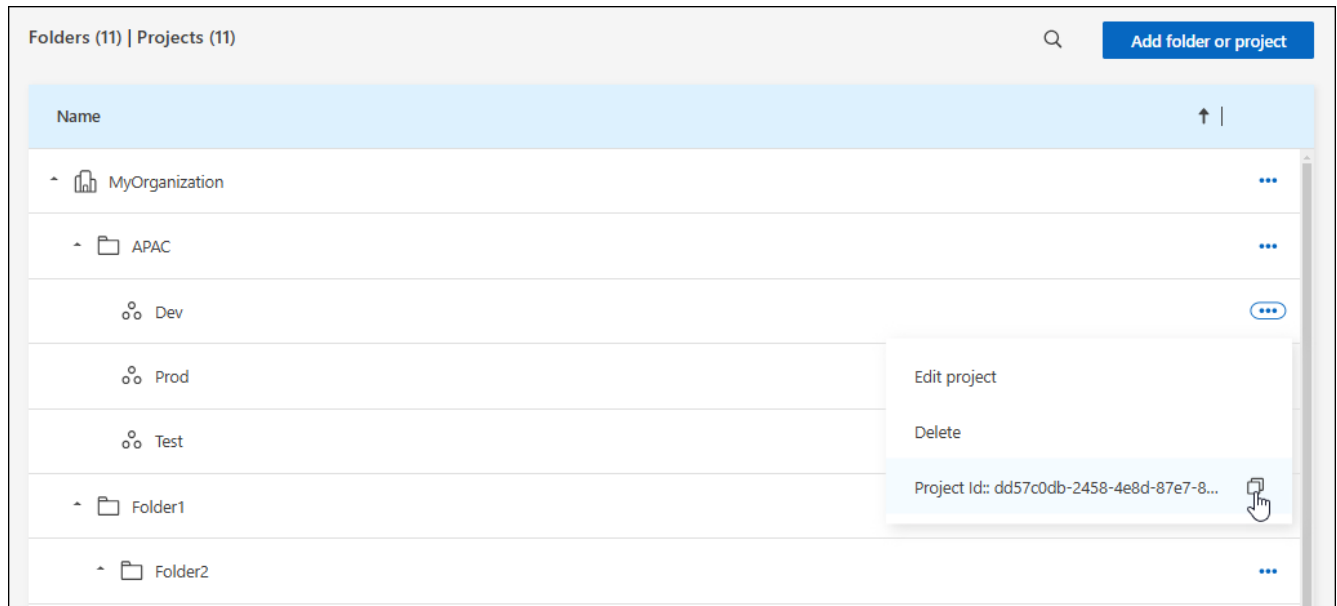 Folders (11) | Projects (11)
Add folder or project
Name
MyOrganization
APAC
Dev
Prod
Edit project
Delete
Test
Project Id:: dd57c0db-2458-4e8d-87e7-8...
Folder1
Folder2